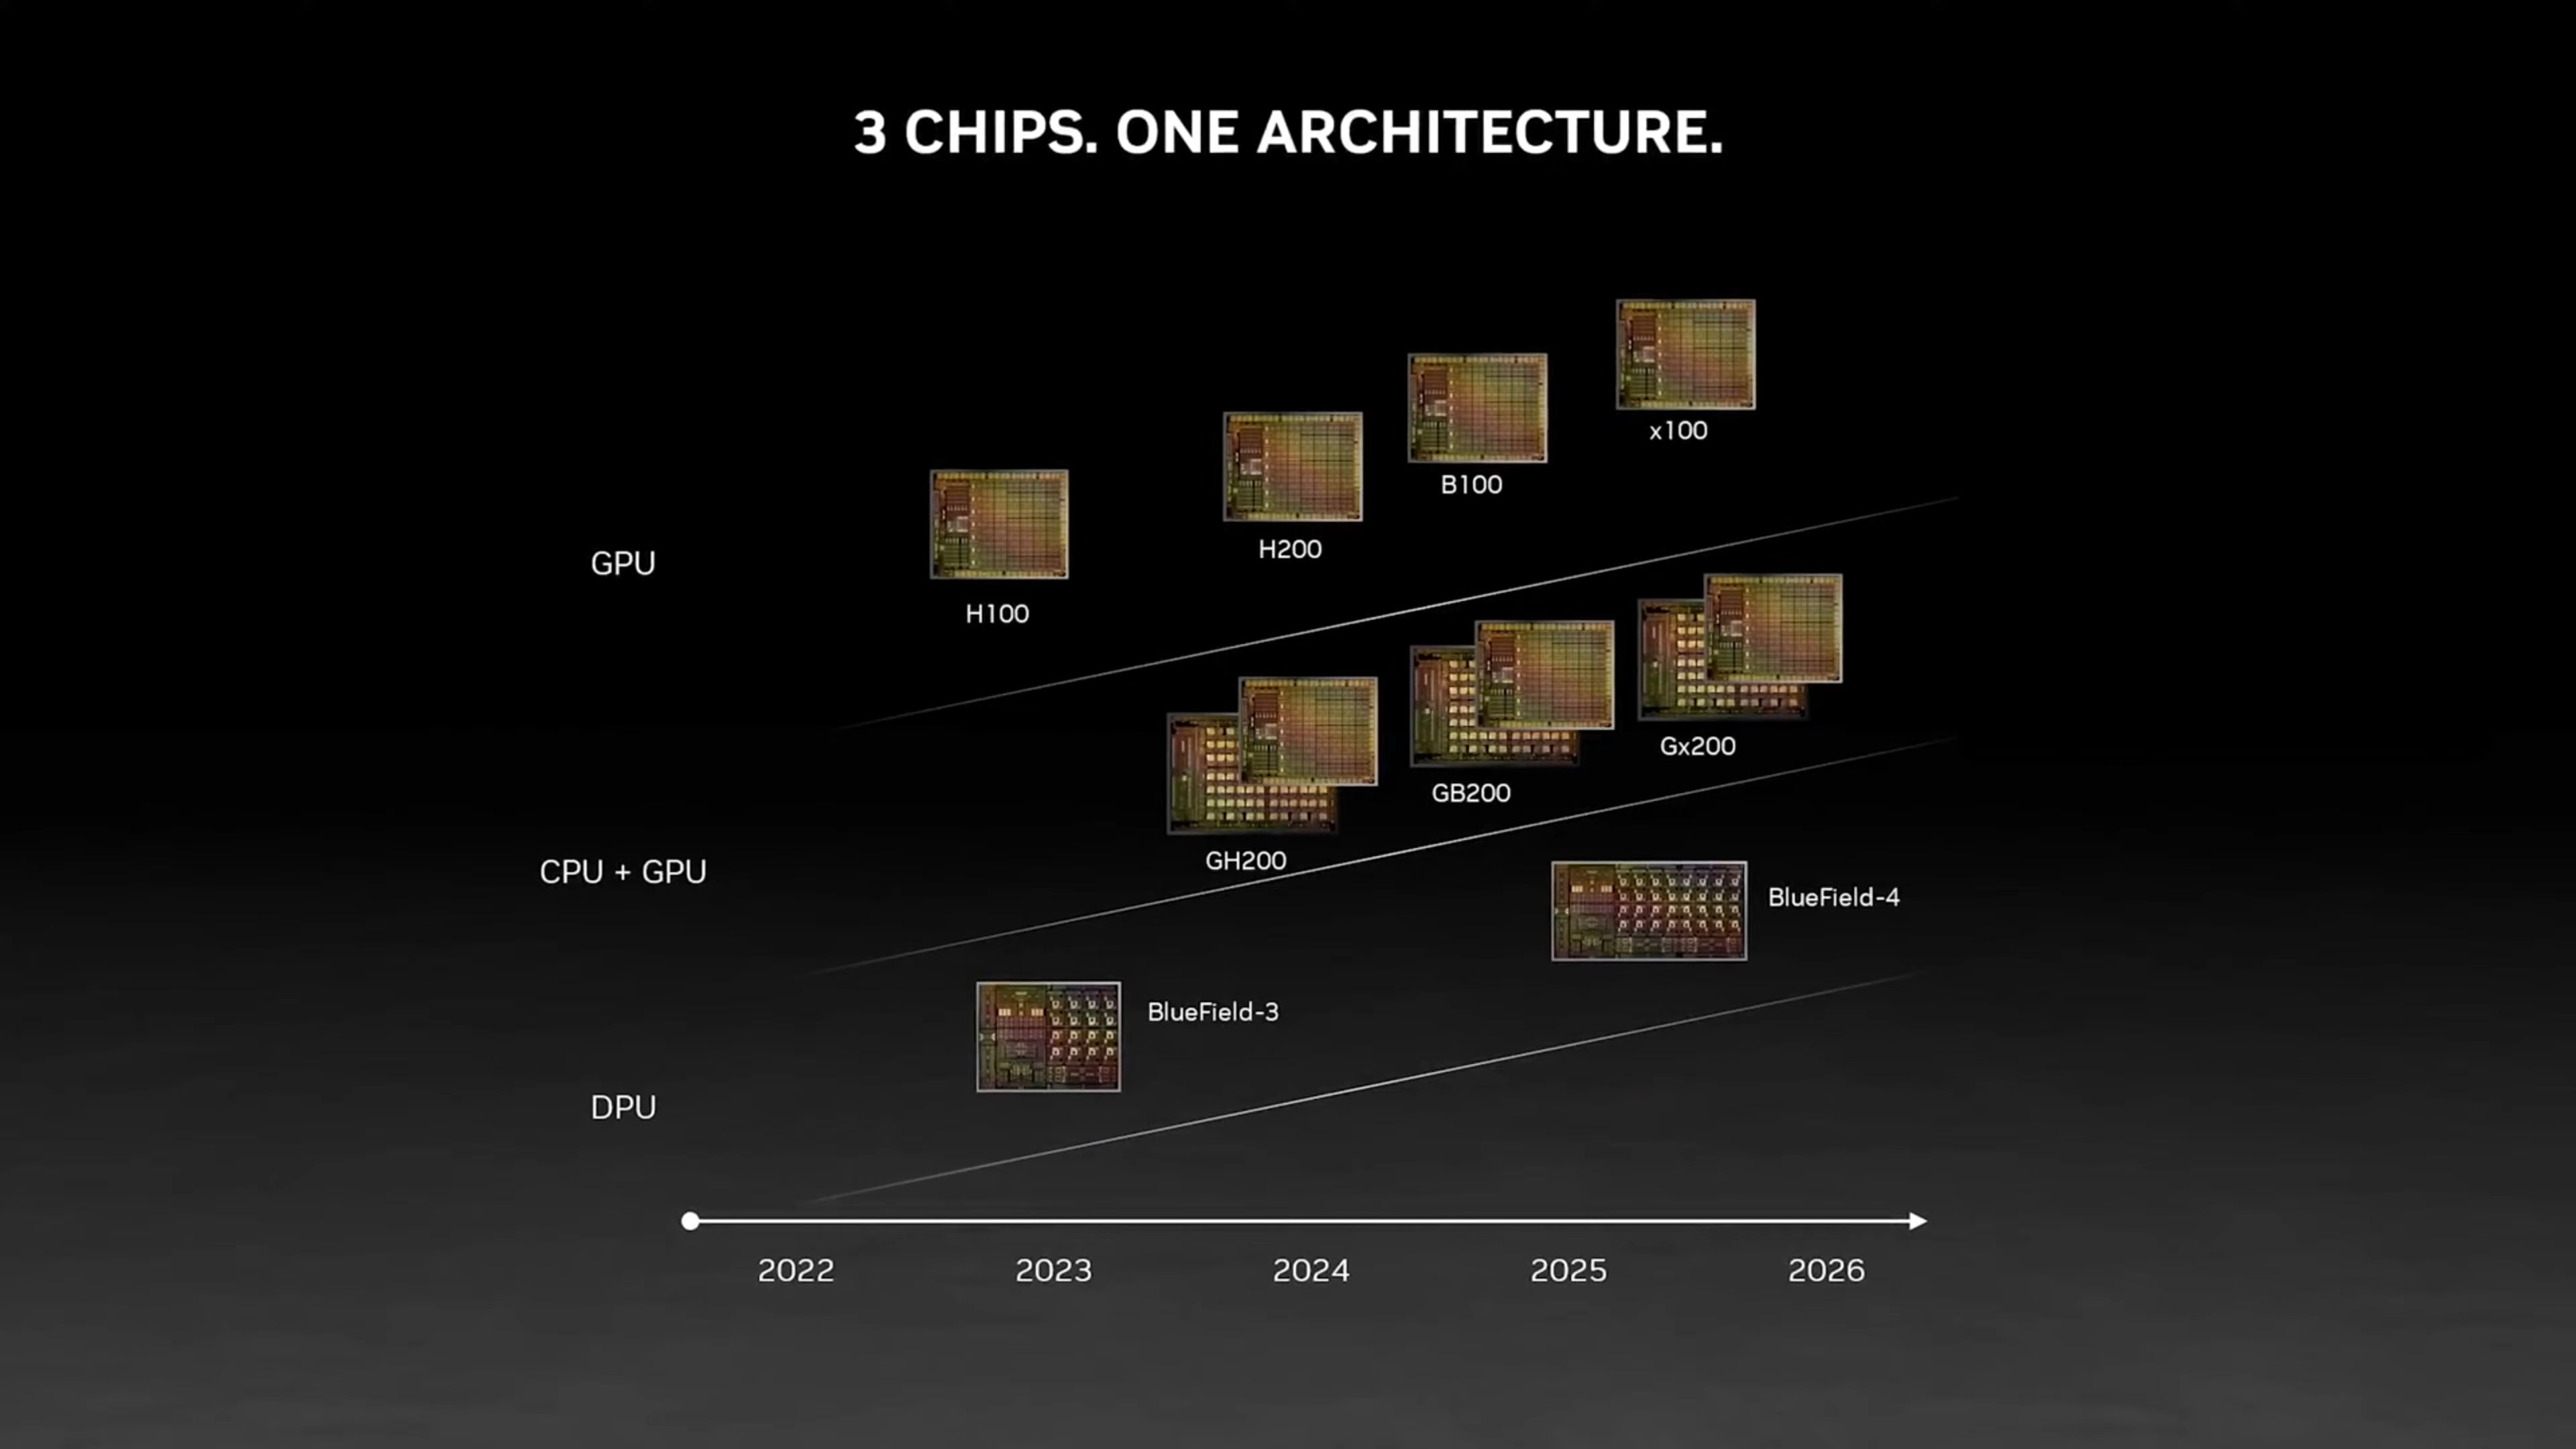 3 CHIPS. ONE ARCHITECTURE.
x100
B100
H200
GPU
H100
Gx200
GB200
GH200
CPU + GPU
BlueField-4
BlueField-3
DPU
2022 2023 2024 2025 2026